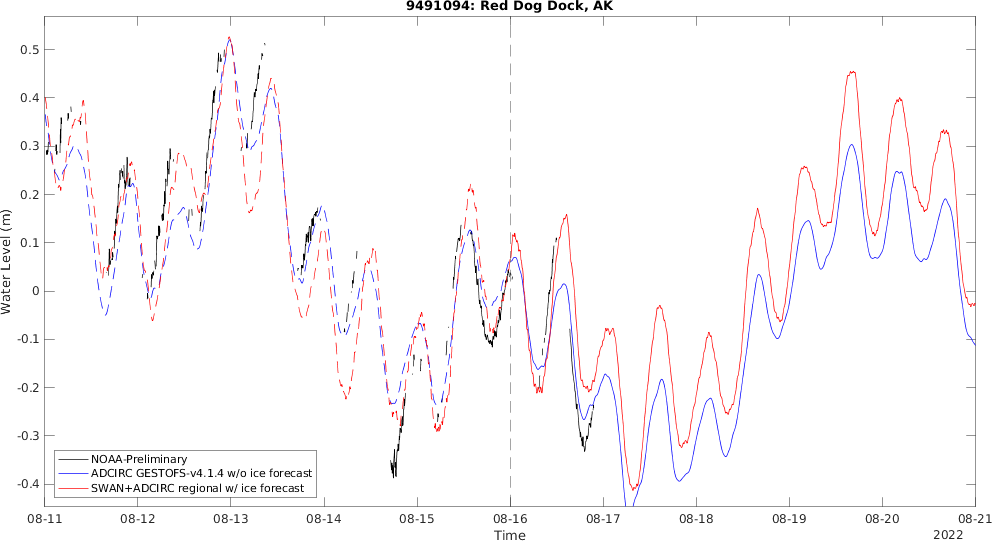 9491094: Red Dog Dock, AK
Water Level (m)
0.5
0.4
0.3
0.2
0.1
0
-0.1
-0.2
-0.3
-0.4
NOAA-Preliminary
ADCIRC GESTOFS-v4.1.4 w/o ice forecast
SWAN+ADCIRC regional w/ ice forecast
08-11 08-12 08-13 08-14 08-15 08-16 08-17 08-18 08-19 08-20 08-21
Time
2022